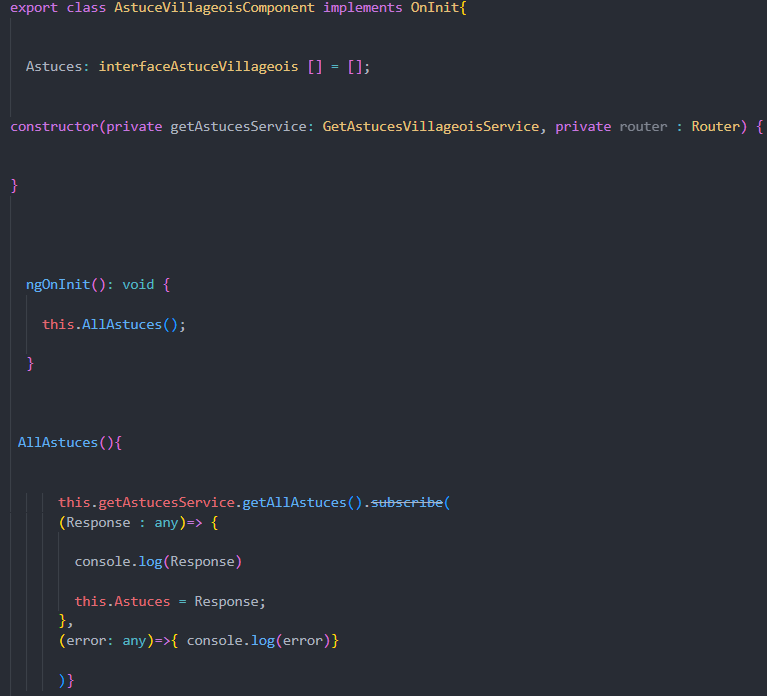 export class AstuceVillageoisComponent implements OnInit{
Astuces: interfaceAstuceVillageois [] = [];
constructor(private getAstucesService: GetAstucesVillageoisService, private router : Router) {
}
ngOnInit(): void {
this.AllAstuces();
}
AllAstuces(){
this.getAstucesService.getAllAstuces().subscribe(
(Response : any)=> {
console.log(Response)
this.Astuces = Response;
},
(error: any)=>{ console.log(error)}
)}